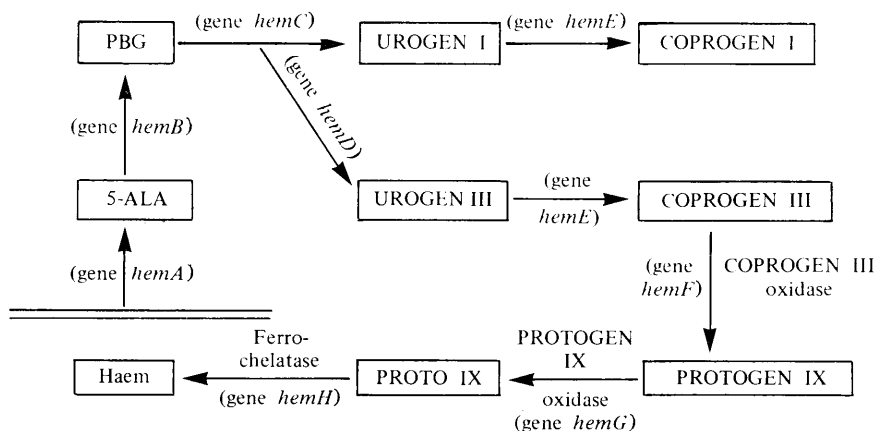 (gene hemC)
(gene hemE)
PBG
UROGEN I
COPROGEN I
(gene hemD)
(gene hemB)
5-ALA
UROGEN III
(gene
hemE)
COPROGEN III
(gene hemA)
(gene
hemF)
COPROGEN III
oxidase
Haem
Ferro-
chelatase
(gene hemH)
PROTO IX
PROTOGEN
IX
oxidase
(gene hemG)
PROTOGEN IX